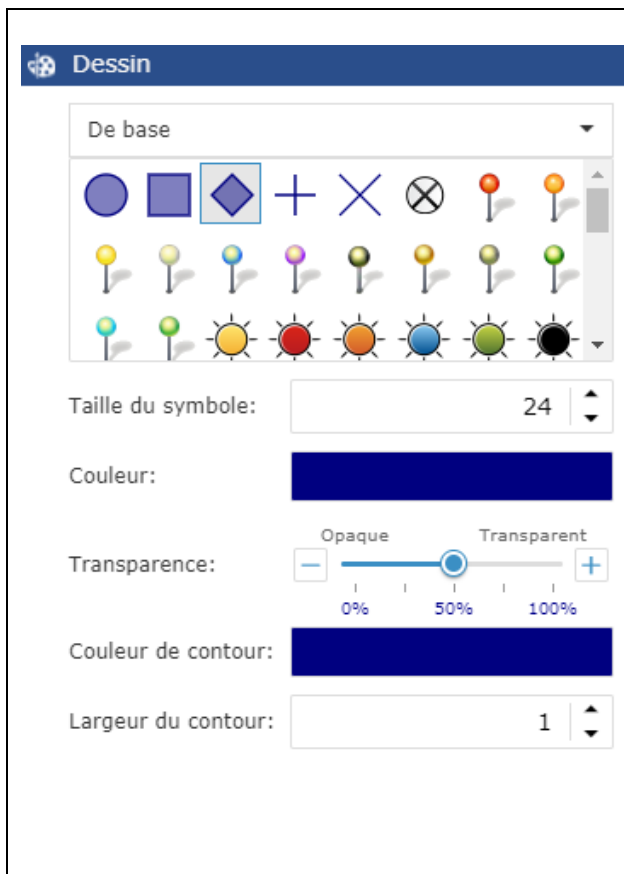 Dessin
De base
Taille du symbole: 24
Couleur:
Opaque Transparent
Transparence:
0% 50% 100%
Couleur de contour:
Largeur du contour: 1